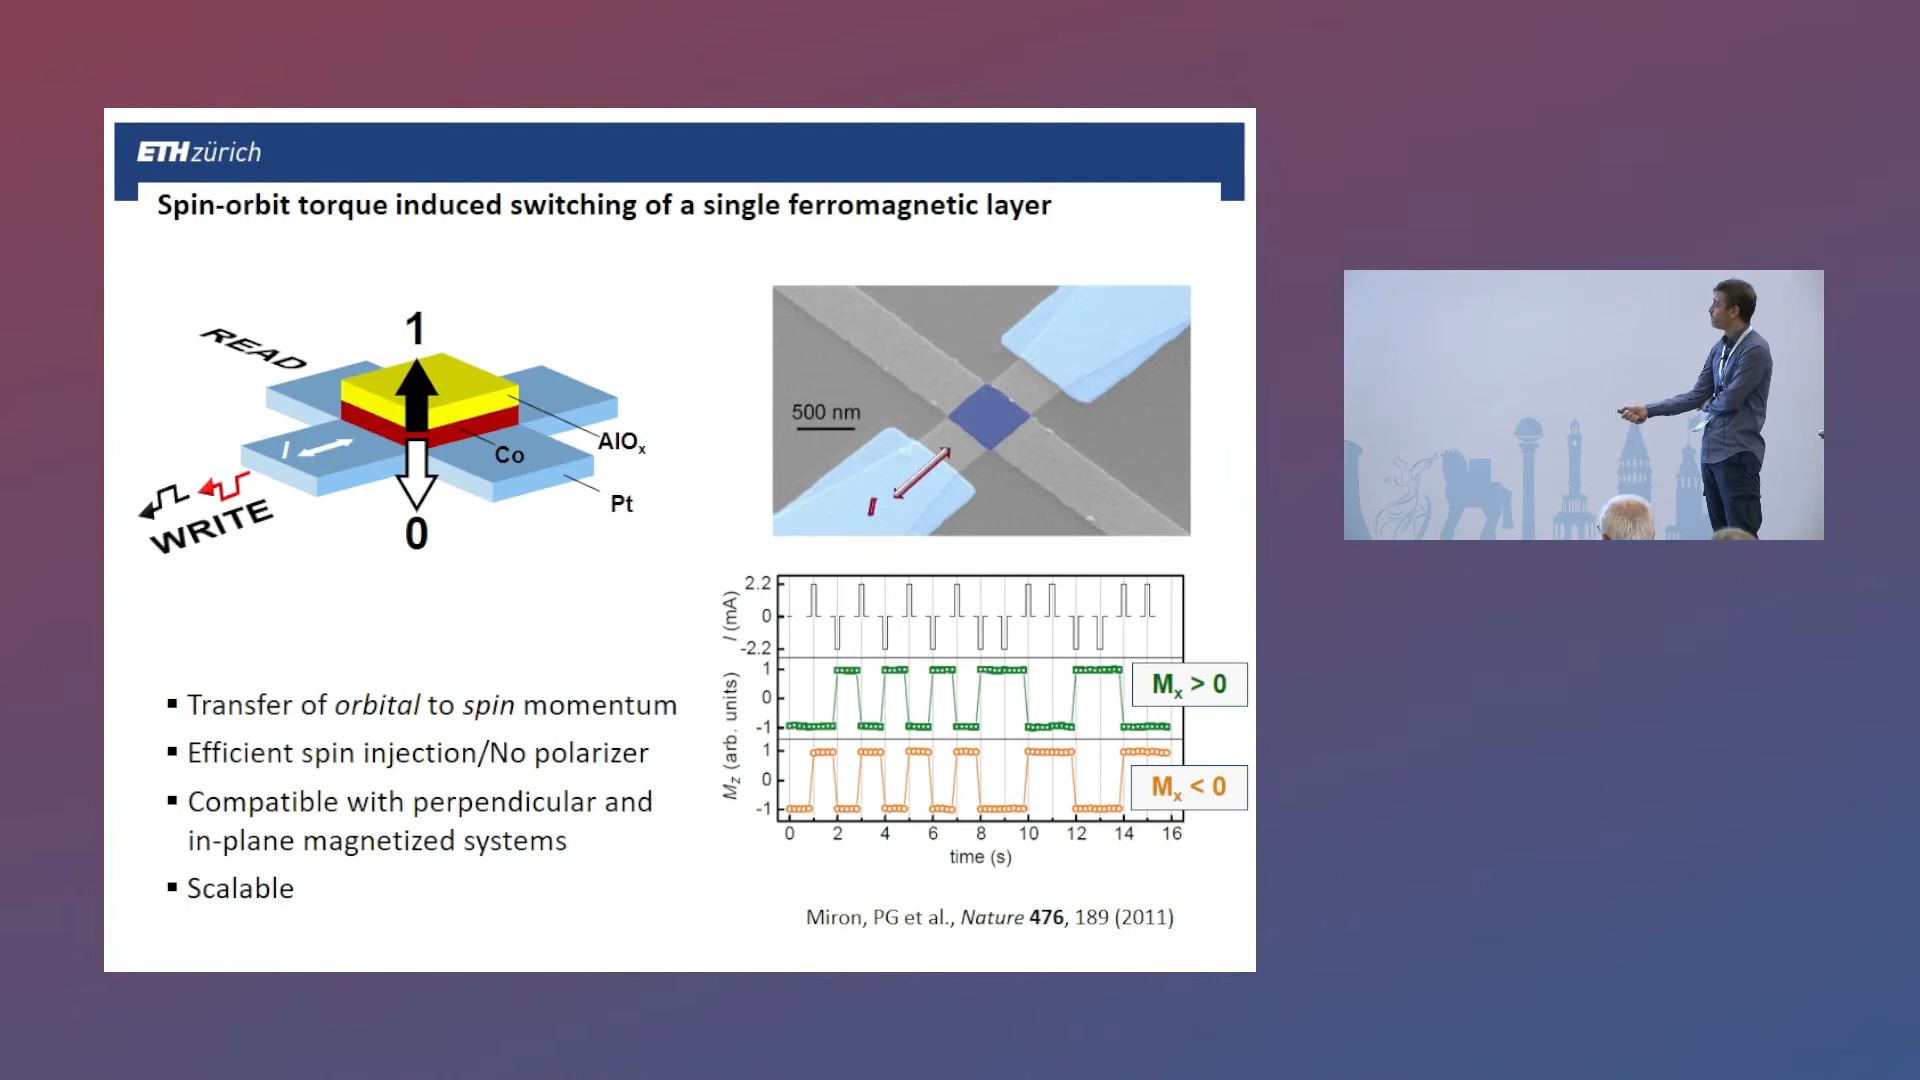 ETH zürich
Spin-orbit torque induced switching of a single ferromagnetic layer
READ
1
I
AlOx
Co
Pt
WRITE
0
500 nm
I
I (mA)
2.2
0
-2.2
Mz (arb. units)
1
0
-1
1
0
-1
Mx > 0
Mx < 0
0 2 4 6 8 10 12 14 16
time (s)
▪ Transfer of orbital to spin momentum
▪ Efficient spin injection/No polarizer
▪ Compatible with perpendicular and
in-plane magnetized systems
▪ Scalable
Miron, PG et al., Nature 476, 189 (2011)